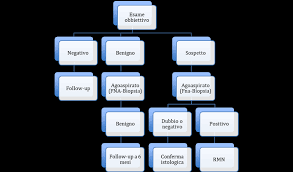 Esame
obbiettivo
Negativo
Benigno
Sospetto
Follow-up
Agoaspirato
(FNA-Biopsia)
Agoaspirato
(Fna-Biopsia)
Benigno
Dubbio o
negativo
Positivo
Follow-up a 6
mesi
Conferma
istologica
RMN